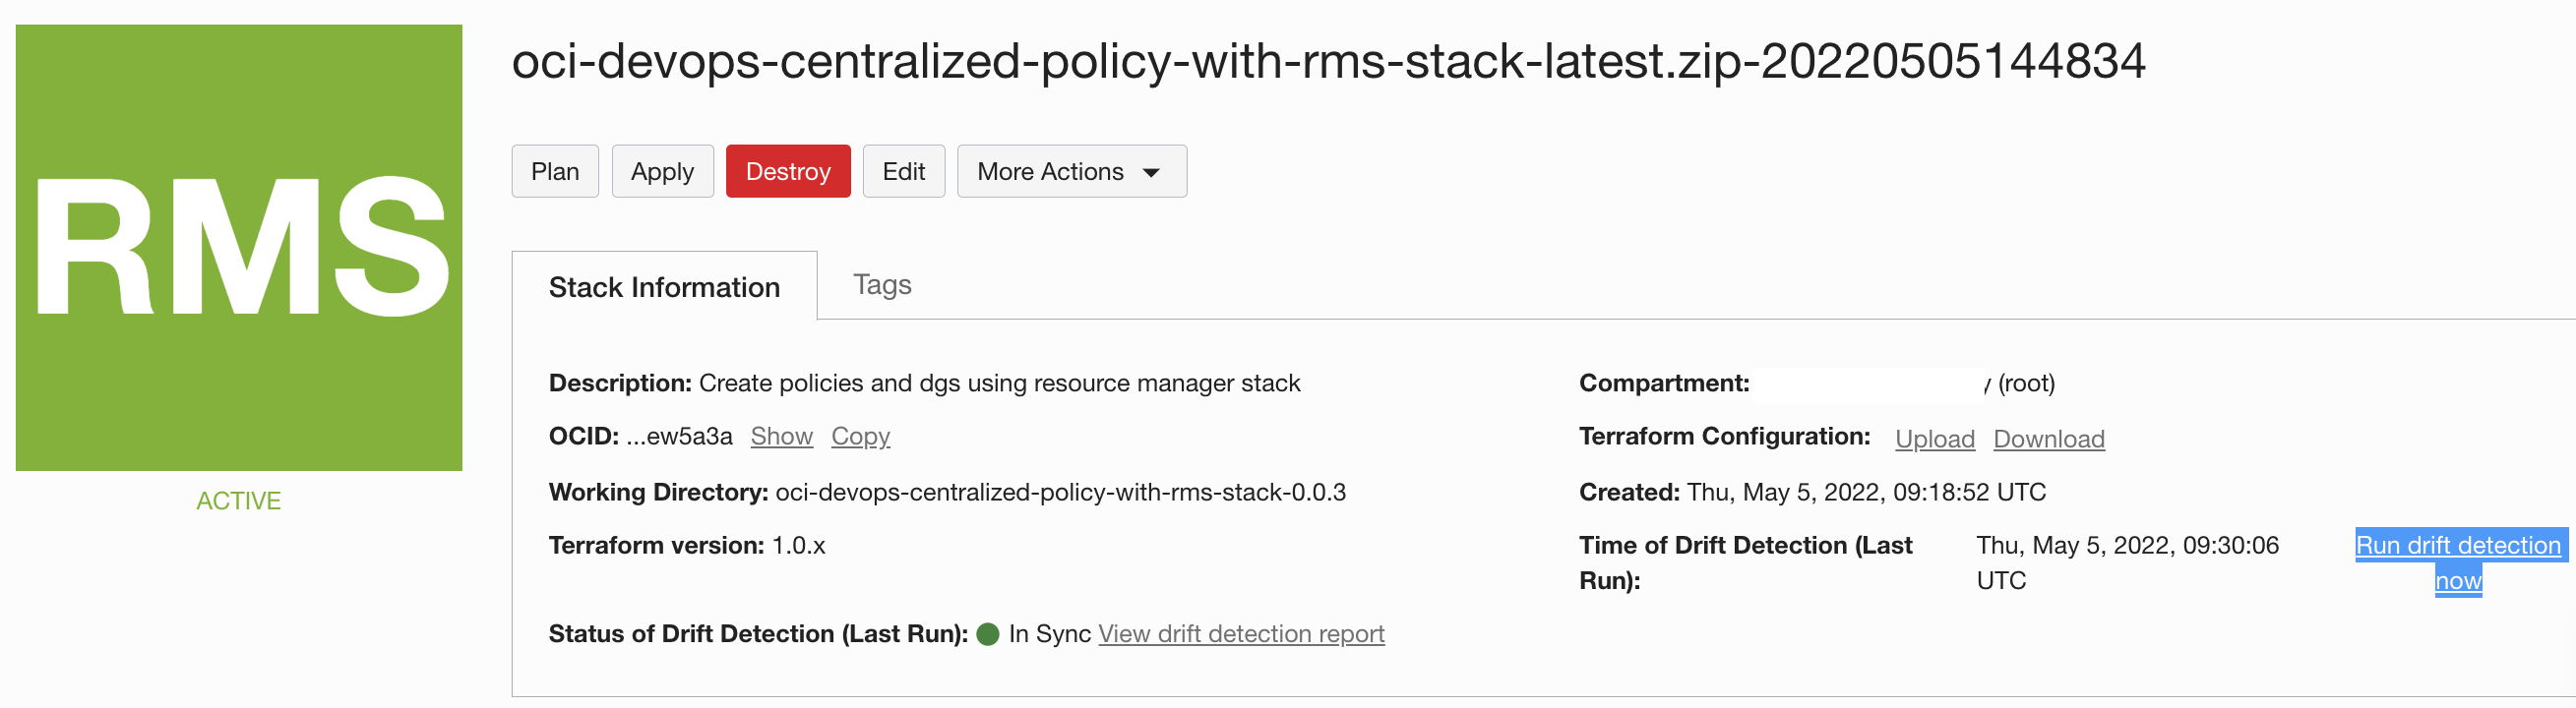 RMS
ACTIVE
oci-devops-centralized-policy-with-rms-stack-latest.zip-20220505144834
Plan Apply Destroy Edit More Actions
Stack Information Tags
Description: Create policies and dgs using resource manager stack
OCID: ...ew5a3a Show Copy
Working Directory: oci-devops-centralized-policy-with-rms-stack-0.0.3
Terraform version: 1.0.x
Compartment: (root)
Terraform Configuration: Upload Download
Created: Thu, May 5, 2022, 09:18:52 UTC
Time of Drift Detection (Last
Run):
Thu, May 5, 2022, 09:30:06
UTC
Run drift detection
now
Status of Drift Detection (Last Run): In Sync View drift detection report